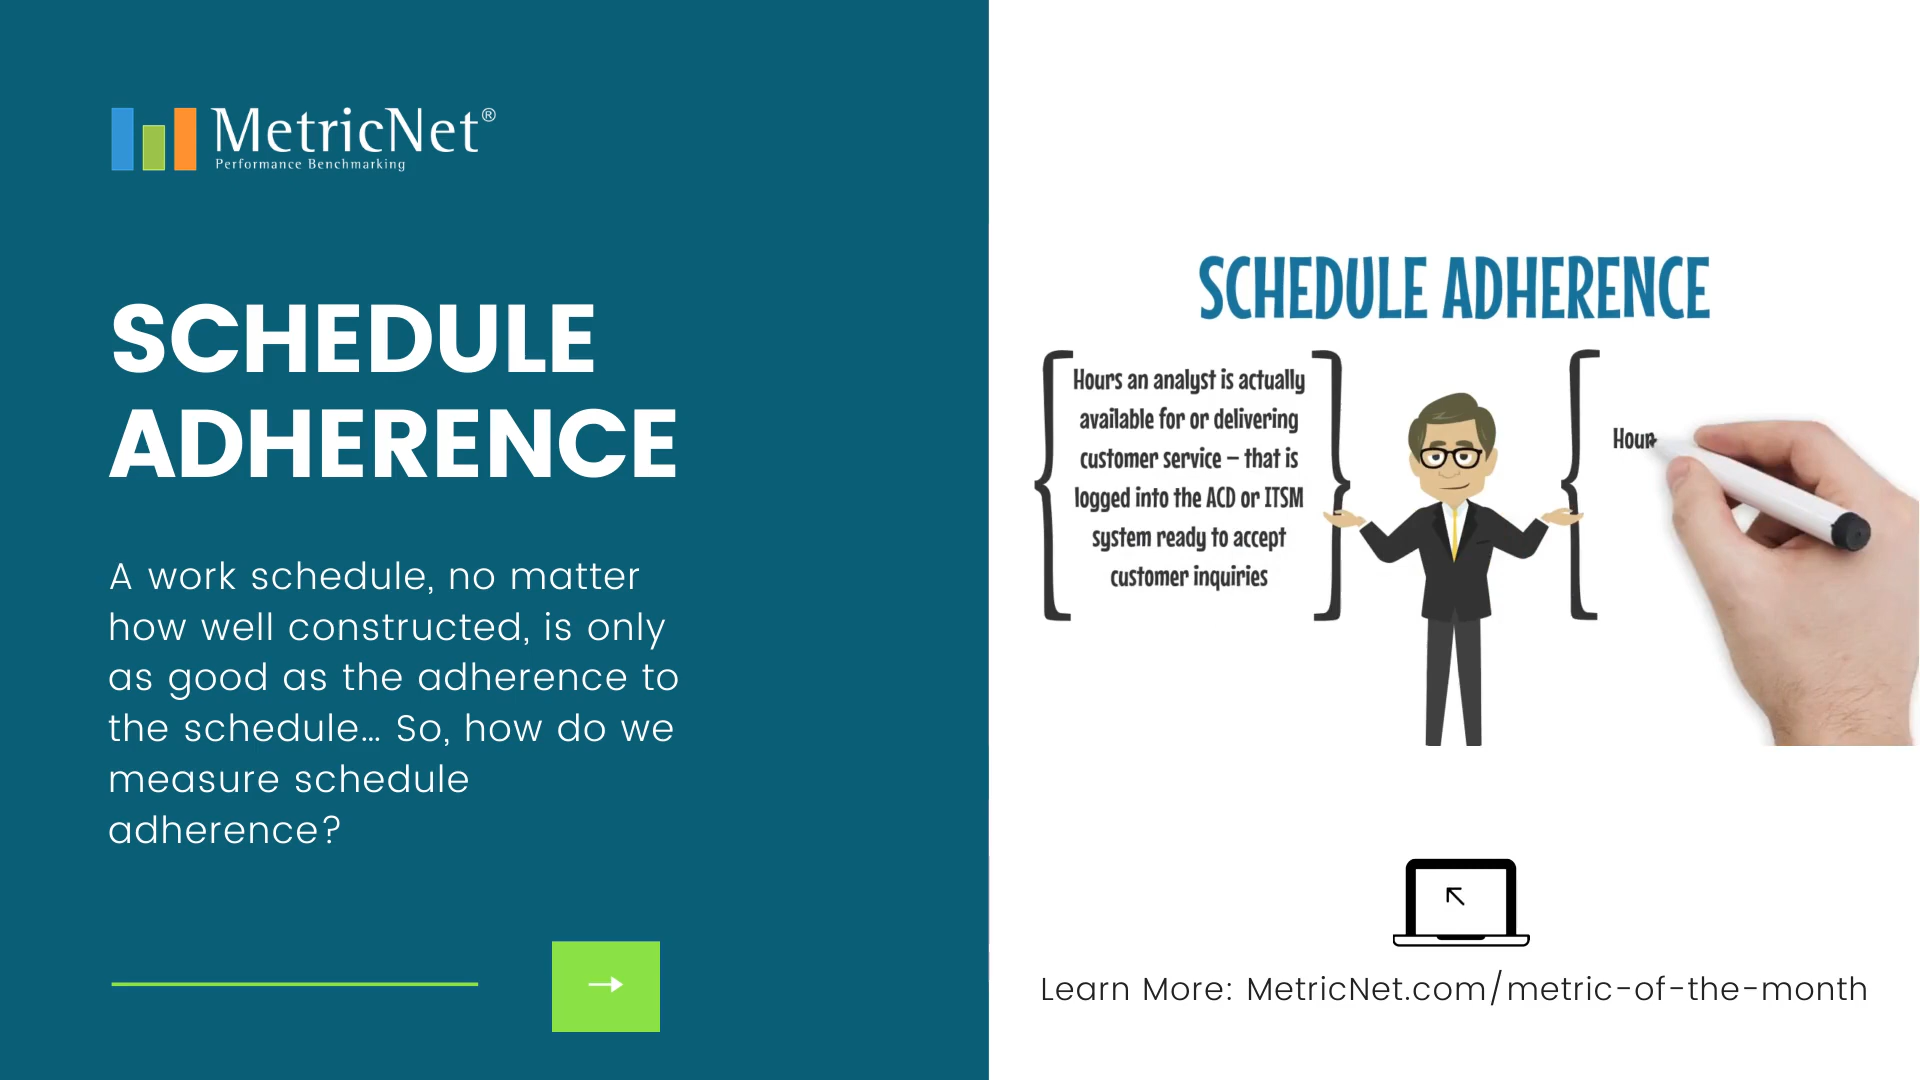 MetricNet®
Performance Benchmarking
SCHEDULE
ADHERENCE
A work schedule, no matter
how well constructed, is only
as good as the adherence to
the schedule... So, how do we
measure schedule
adherence?
SCHEDULE ADHERENCE
Hours an analyst is actually
available for or delivering
customer service – that is
logged into the ACD or ITSM
system ready to accept
customer inquiries
Hour
Learn More: MetricNet.com/metric-of-the-month